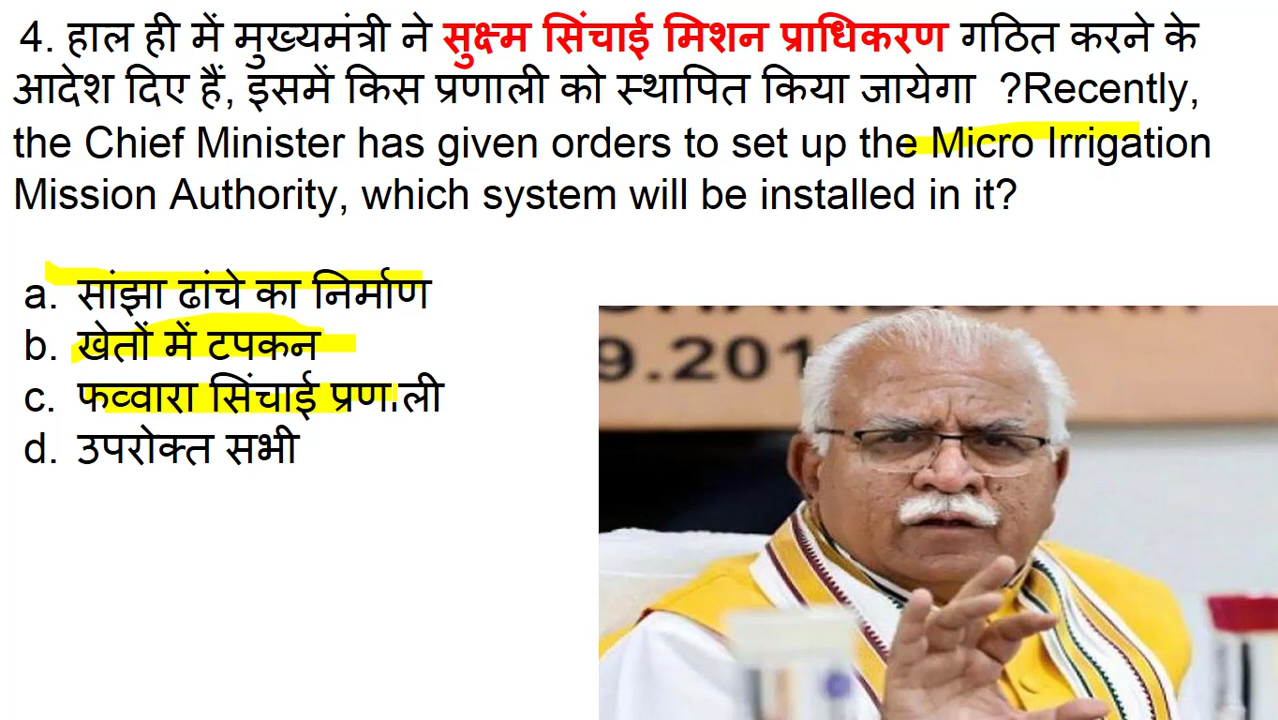 4. हाल ही में मुख्यमंत्री ने सुक्ष्म सिंचाई मिशन प्राधिकरण गठित करने के
आदेश दिए हैं, इसमें किस प्रणाली को स्थापित किया जायेगा ?Recently,
the Chief Minister has given orders to set up the Micro Irrigation
Mission Authority, which system will be installed in it?
a. सांझा ढांचे का निर्माण
b. खेतों में टपकन
c. फव्वारा सिंचाई प्रणाली
d. उपरोक्त सभी
9.201